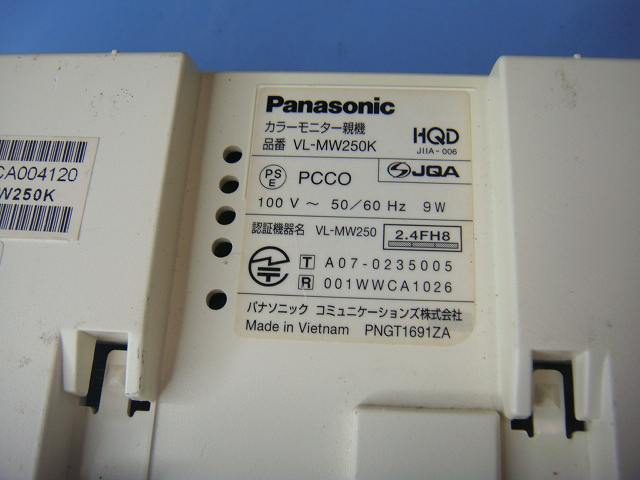 Panasonic
カラーモニター親機
品番 VL-MW250K
HQD
JIIA-006
PS
E
PCCO
JQA
100 V ～ 50/60 Hz 9W
認証機器名 VL-MW250 2.4FH8
T A07-0235005
R 001WWCA1026
パナソニック コミュニケーションズ株式会社
Made in Vietnam PNGT1691ZA
CA004120
W250K